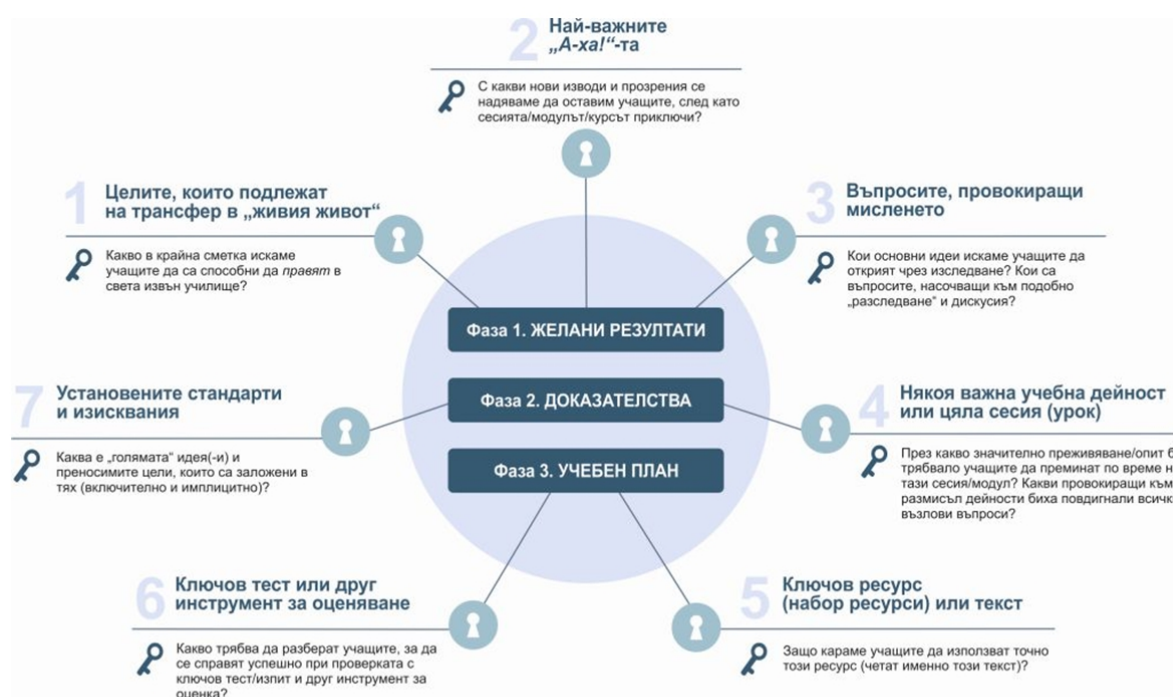 2
Най-важните
„А-ха!“-та
С какви нови изводи и прозрения се
надяваме да оставим учащите, след като
сесията/модулът/курсът приключи?
1
Целите, които подлежат
на трансфер в „живия живот“
Какво в крайна сметка искаме
учащите да са способни да правят в
света извън училище?
3
Въпросите, провокиращи
мисленето
Кои основни идеи искаме учащите да
открият чрез изследване? Кои са
въпросите, насочващи към подобно
„разследване“ и дискусия?
Фаза 1. ЖЕЛАНИ РЕЗУЛТАТИ
Фаза 2. ДОКАЗАТЕЛСТВА
Фаза 3. УЧЕБЕН ПЛАН
7
Установените стандарти
и изисквания
Каква е „голямата“ идея(-и) и
преносимите цели, които са заложени в
тях (включително и имплицитно)?
4
Някоя важна учебна дейност
или цяла сесия (урок)
През какво значително преживяване/опит
трябвало учащите да преминат по време
тази сесия/модул? Какви провокиращи към
размисъл дейности биха повдигнали
възлови въпроси?
6
Ключов тест или друг
инструмент за оценяване
Какво трябва да разберат учащите, за да
се справят успешно при проверката с
ключов тест/изпит и друг инструмент за
оценка?
5
Ключов ресурс
(набор ресурси) или текст
Защо караме учащите да използват точно
този ресурс (четат именно този текст)?